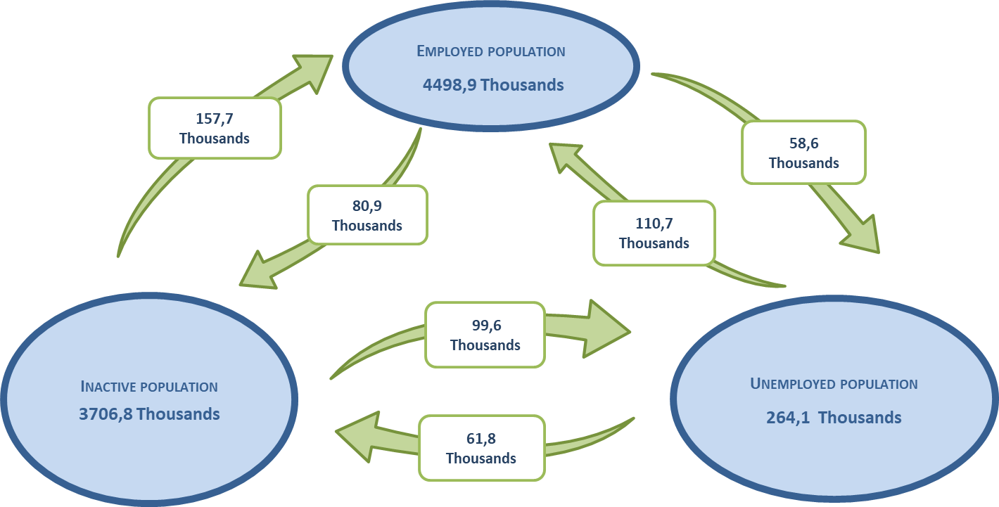 EMPLOYED POPULATION
4498,9 Thousands
157,7
Thousands
58,6
Thousands
80,9
Thousands
110,7
Thousands
99,6
Thousands
INACTIVE POPULATION
3706,8 Thousands
UNEMPLOYED POPULATION
264,1 Thousands
61,8
Thousands